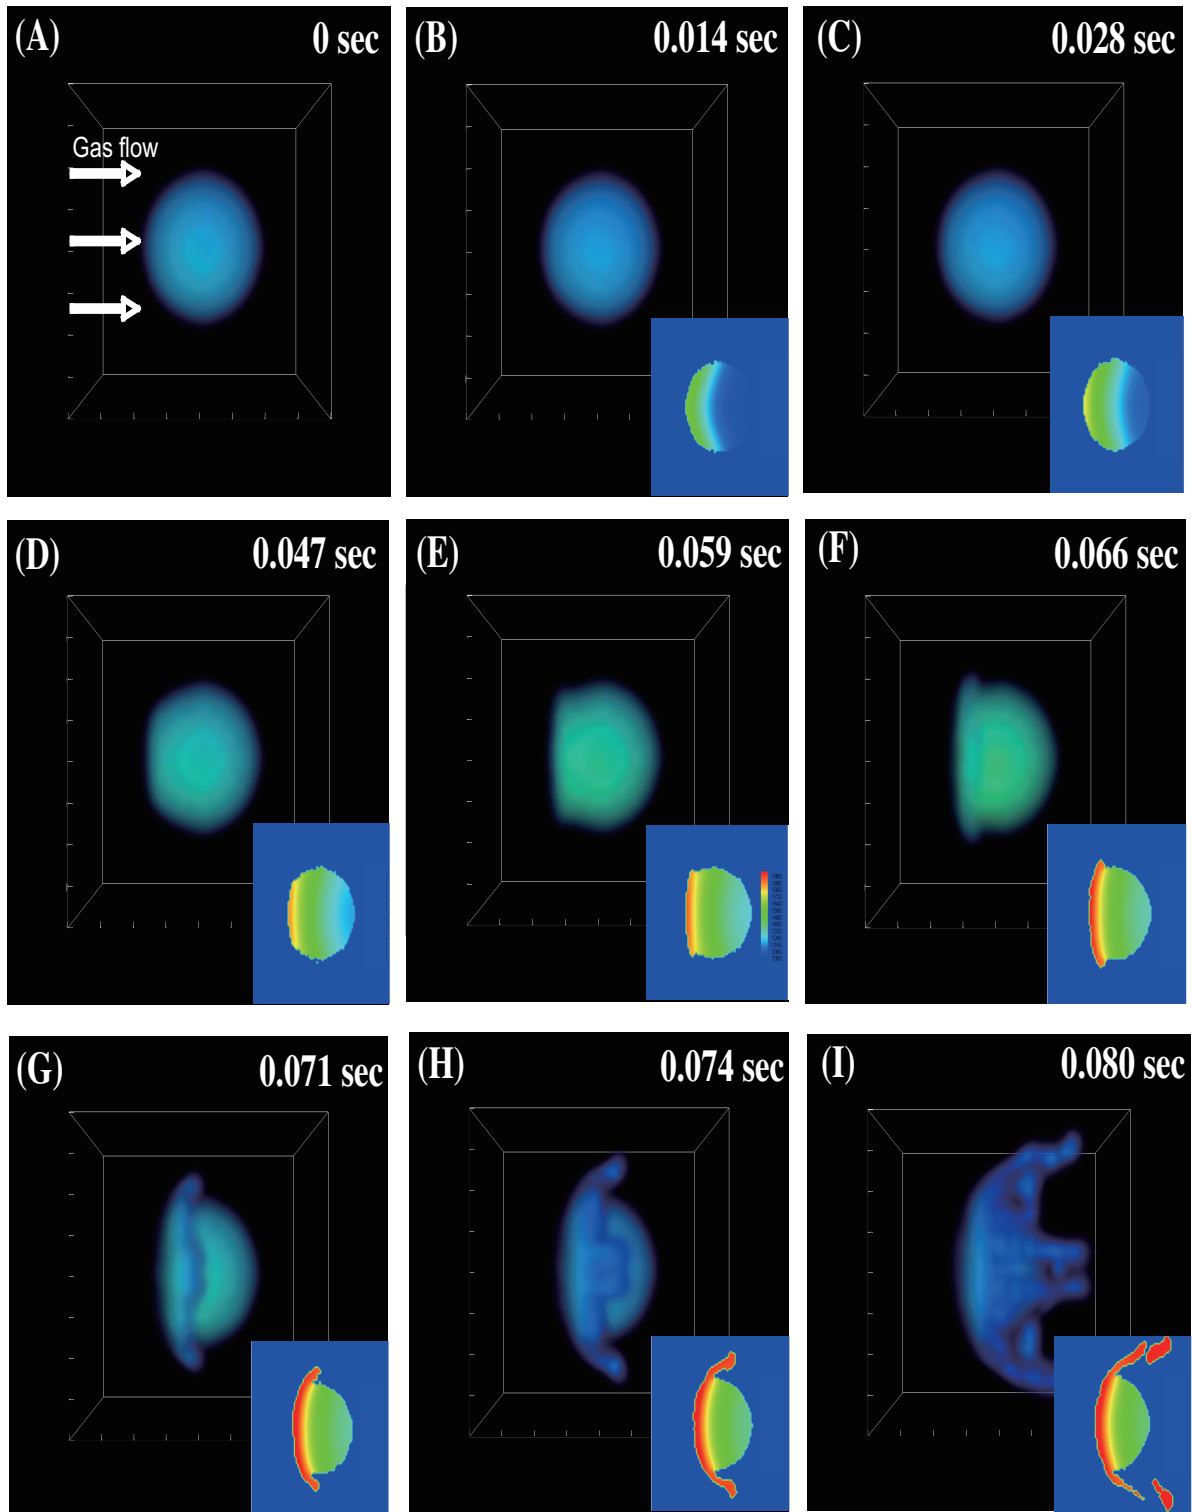 (A) 0 sec
(B) 0.014 sec
(C) 0.028 sec
Gas flow
(D) 0.047 sec
(E) 0.059 sec
(F) 0.066 sec
(G) 0.071 sec
(H) 0.074 sec
(I) 0.080 sec